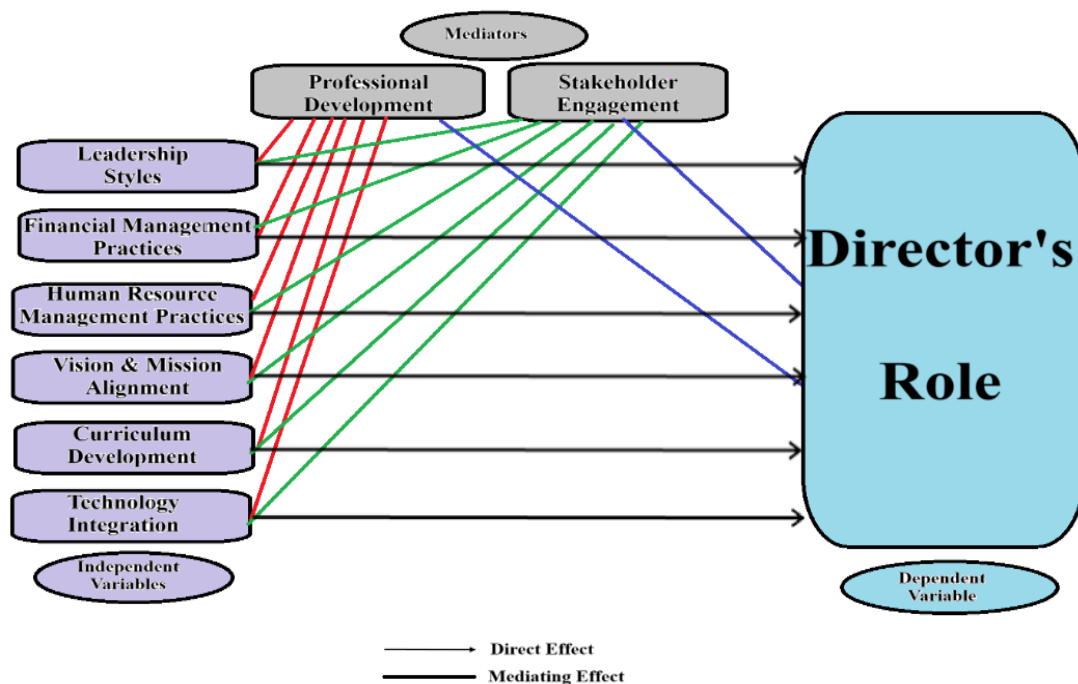 Mediators
Professional
Development
Stakeholder
Engagement
Leadership
Styles
Financial Management
Practices
Human Resource
Management Practices
Vision & Mission
Alignment
Curriculum
Development
Technology
Integration
Independent
Variables
Director's
Role
Dependent
Variable
Direct Effect
Mediating Effect